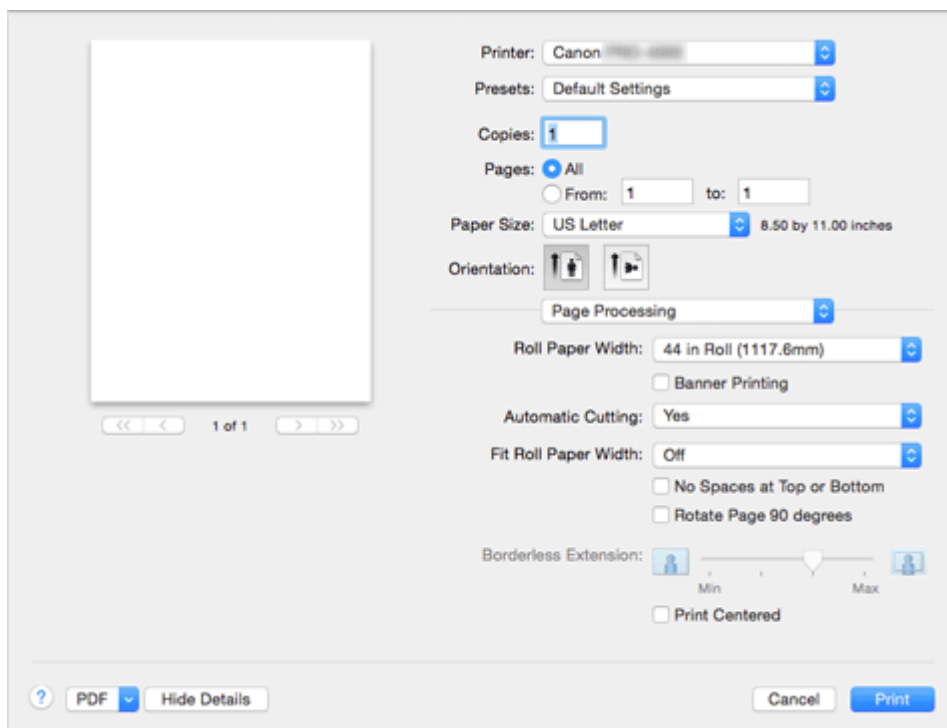 Printer: Canon
Presets: Default Settings
Copies: 1
Pages: All
From: 1 to: 1
Paper Size: US Letter 8.50 by 11.00 inches
Orientation:
Page Processing
Roll Paper Width: 44 in Roll (1117.6mm)
Banner Printing
<< < 1 of 1 > >>
Automatic Cutting: Yes
Fit Roll Paper Width: Off
No Spaces at Top or Bottom
Rotate Page 90 degrees
Borderless Extension:
Min Max
Print Centered
? PDF Hide Details Cancel Print